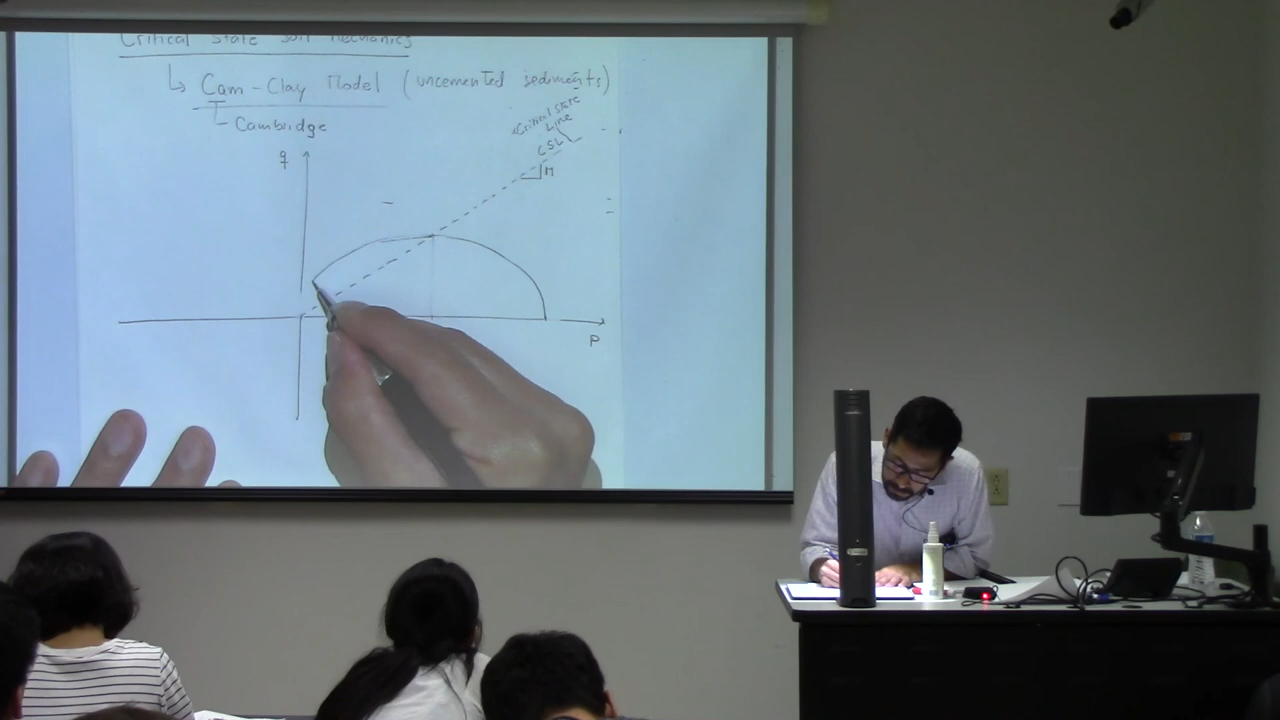 Critical State Soil Mechanics
↳ Cam-Clay Model (uncemented sediments)
Cambridge
Critical State
Line
CSL
M
q
p